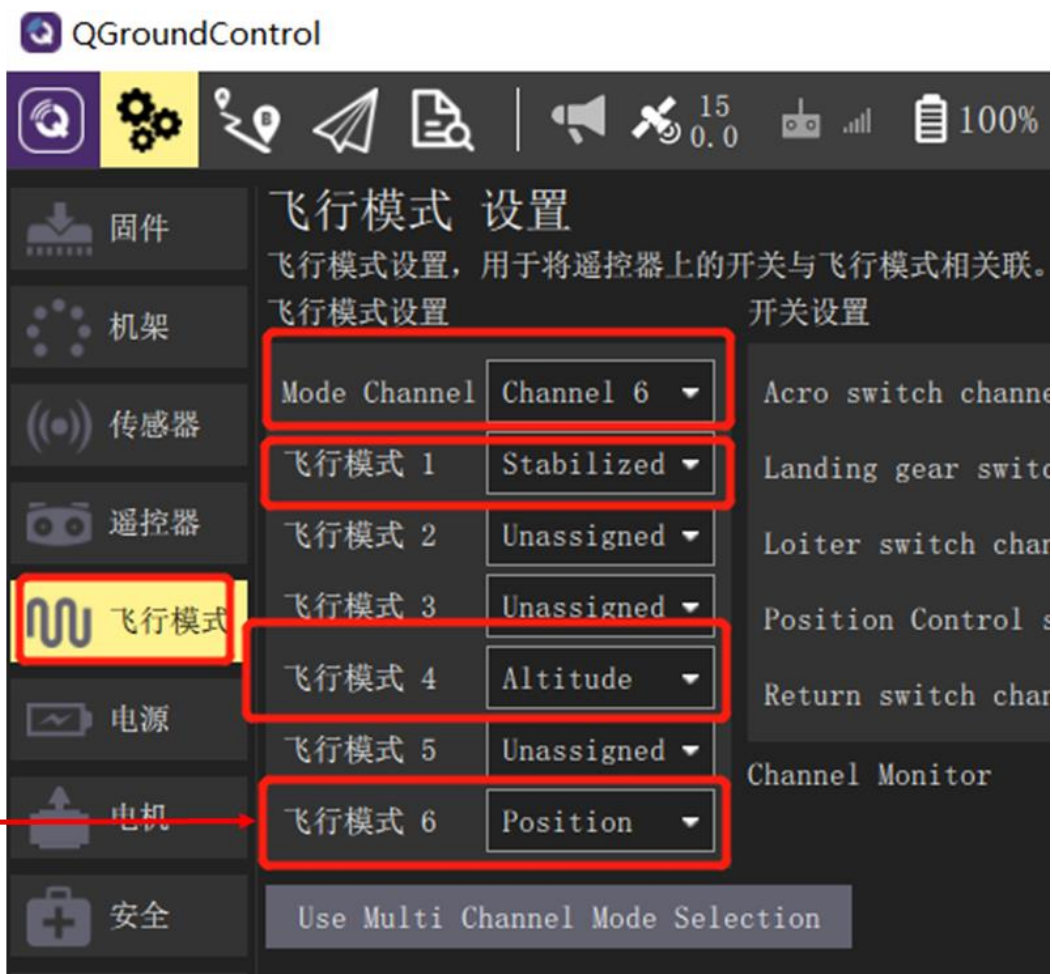 QGroundControl
15
0.0
100%
飞行模式 设置
飞行模式设置，用于将遥控器上的开关与飞行模式相关联。
飞行模式设置
开关设置
固件
机架
传感器
遥控器
飞行模式
电源
电机
安全
Mode Channel Channel 6
飞行模式 1 Stabilized
飞行模式 2 Unassigned
飞行模式 3 Unassigned
飞行模式 4 Altitude
飞行模式 5 Unassigned
飞行模式 6 Position
Use Multi Channel Mode Selection
Acro switch channe
Landing gear switc
Loiter switch chan
Position Control s
Return switch chan
Channel Monitor